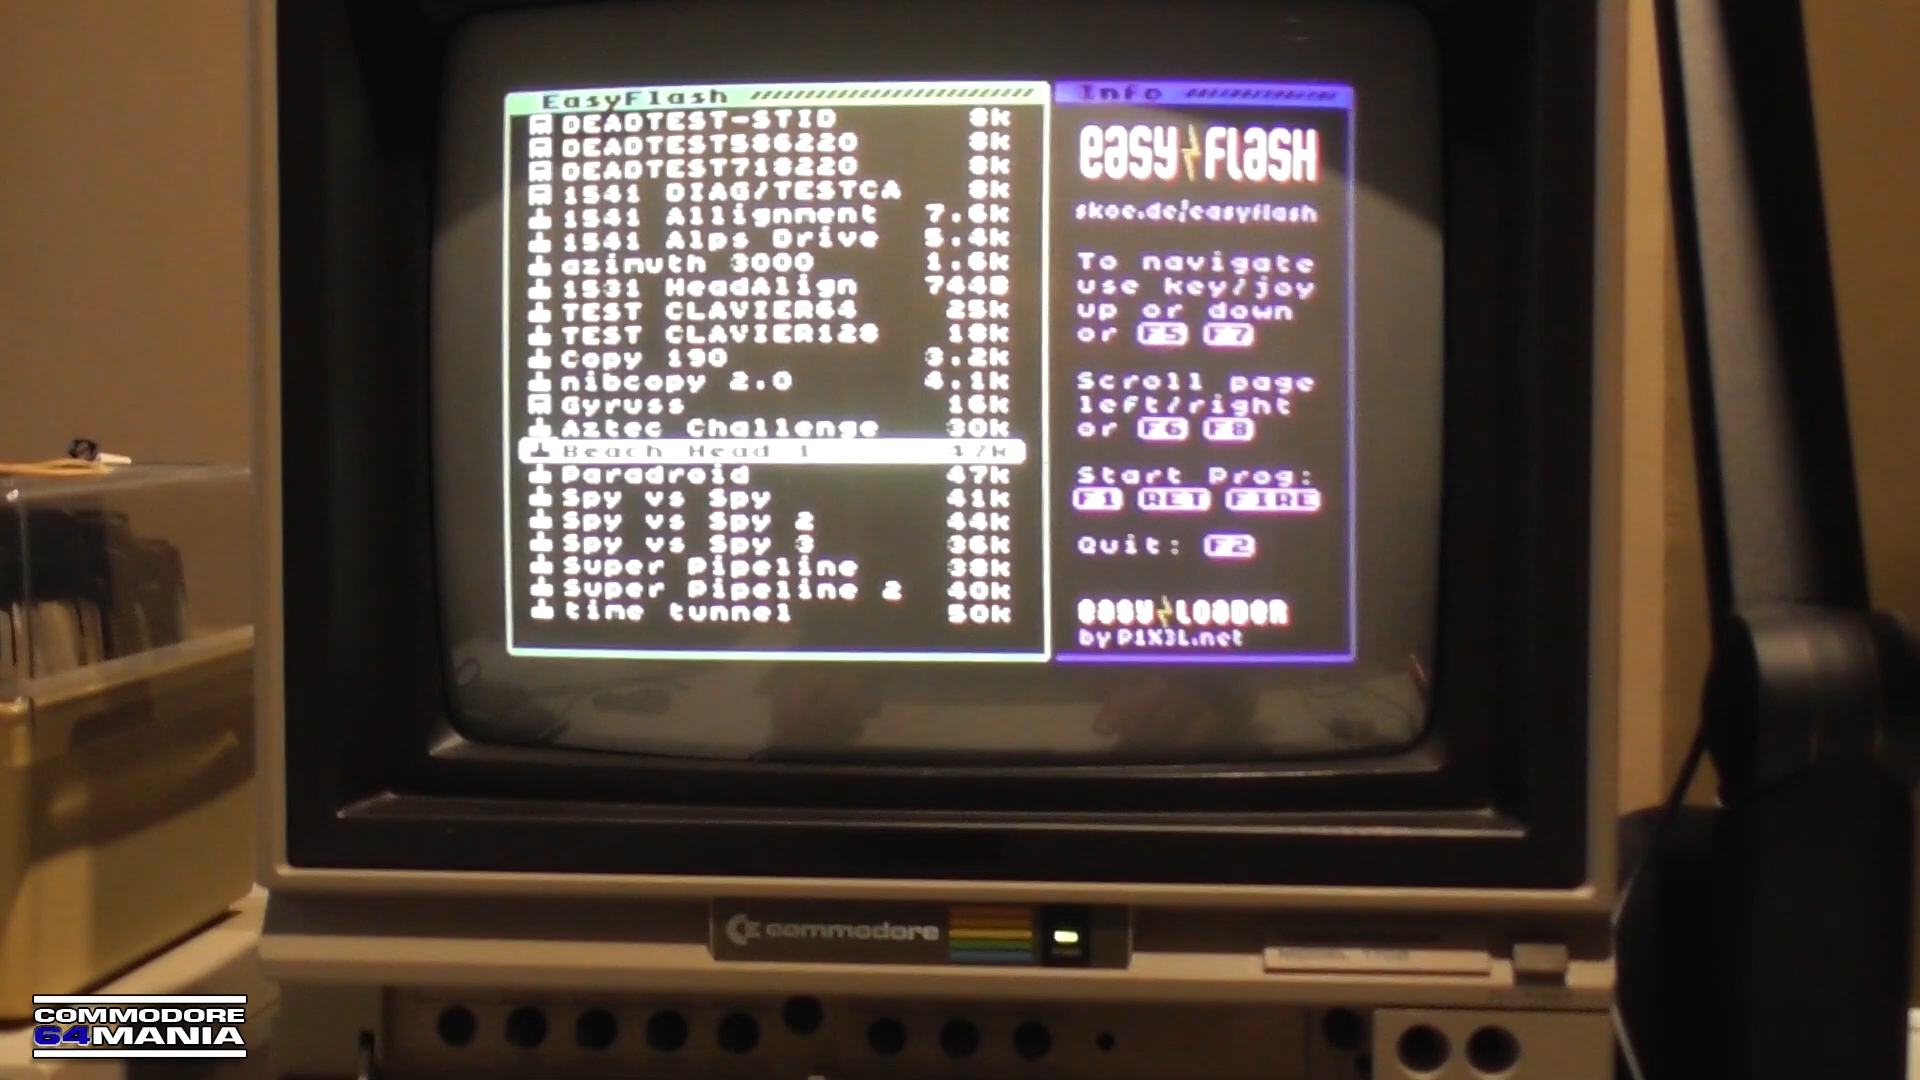 EasyFlash
DEADTEST-STID 8k
DEADTEST586220 8k
DEADTEST718220 8k
1541 DIAG/TESTCA 8k
1541 Allignment 7.6k
1541 Alps Drive 5.4k
azimuth 3000 1.6k
1531 HeadAlign 744B
TEST CLAVIER64 25k
TEST CLAVIER128 18k
Copy 190 3.2k
nibcopy 2.0 4.1k
Gyruss 16k
Aztec Challenge 30k
Beach Head 1 47k
Paradroid 47k
Spy vs Spy 41k
Spy vs Spy 2 44k
Spy vs Spy 3 36k
Super Pipeline 38k
Super Pipeline 2 40k
time tunnel 50k
Info
easy FLaSH
skoe.de/easyflash
To navigate
use key/joy
up or down
or F5 F7
Scroll page
left/right
or F6 F8
Start Prog:
F1 RET FIRE
Quit: F2
easy LOADER
by P1X3L.net
commodore
COMMODORE
64MANIA